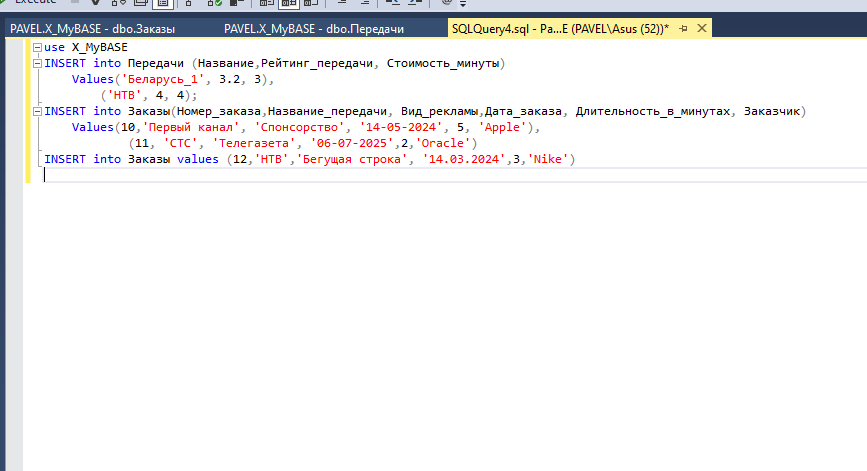 Execute
PAVEL.X_MyBASE - dbo.Заказы
PAVEL.X_MyBASE - dbo.Передачи
SQLQuery4.sql - Pa...E (PAVEL\Asus (52))*
use X_MyBASE
INSERT into Передачи (Название,Рейтинг_передачи, Стоимость_минуты)
Values('Беларусь_1', 3.2, 3),
('НТВ', 4, 4);
INSERT into Заказы(Номер_заказа,Название_передачи, Вид_рекламы,Дата_заказа, Длительность_в_минутах, Заказчик)
Values(10,'Первый канал', 'Спонсорство', '14-05-2024', 5, 'Apple'),
(11, 'СТС', 'Телегазета', '06-07-2025',2,'Oracle')
INSERT into Заказы values (12,'НТВ','Бегущая строка', '14.03.2024',3,'Nike')